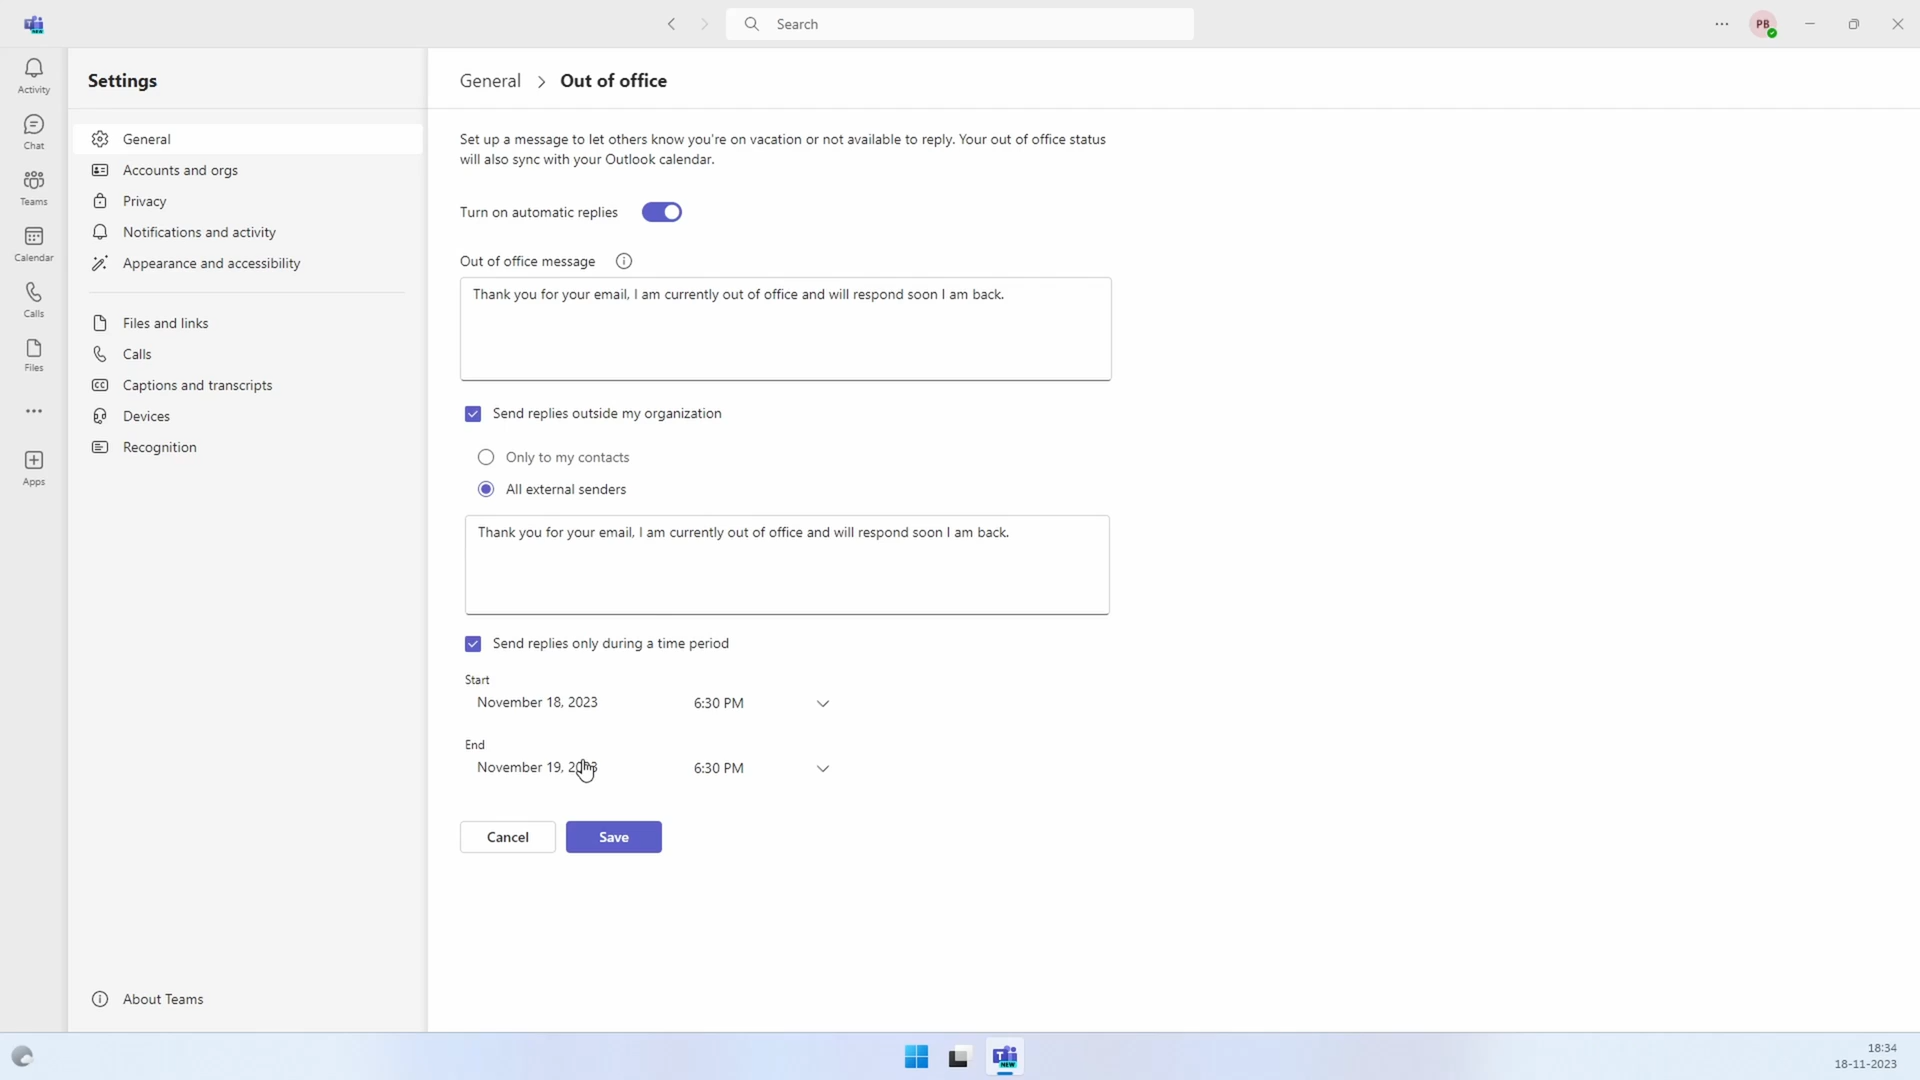 Search
PB
NEW
Activity
Chat
Teams
Calendar
Calls
Files
Apps
Settings
General
Accounts and orgs
Privacy
Notifications and activity
Appearance and accessibility
Files and links
Calls
CC
Captions and transcripts
Devices
Recognition
About Teams
General > Out of office
Set up a message to let others know you're on vacation or not available to reply. Your out of office status
will also sync with your Outlook calendar.
Turn on automatic replies
Out of office message
Thank you for your email, I am currently out of office and will respond soon I am back.
Send replies outside my organization
Only to my contacts
All external senders
Thank you for your email, I am currently out of office and will respond soon I am back.
Send replies only during a time period
Start
November 18, 2023 6:30 PM
End
November 19, 2023 6:30 PM
Cancel Save
NEW
18:34
18-11-2023